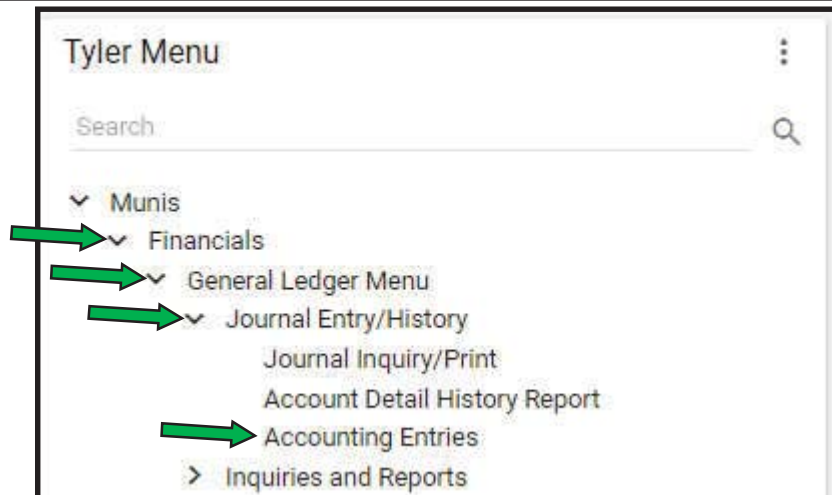 Tyler Menu
Search
Munis
Financials
General Ledger Menu
Journal Entry/History
Journal Inquiry/Print
Account Detail History Report
Accounting Entries
Inquiries and Reports